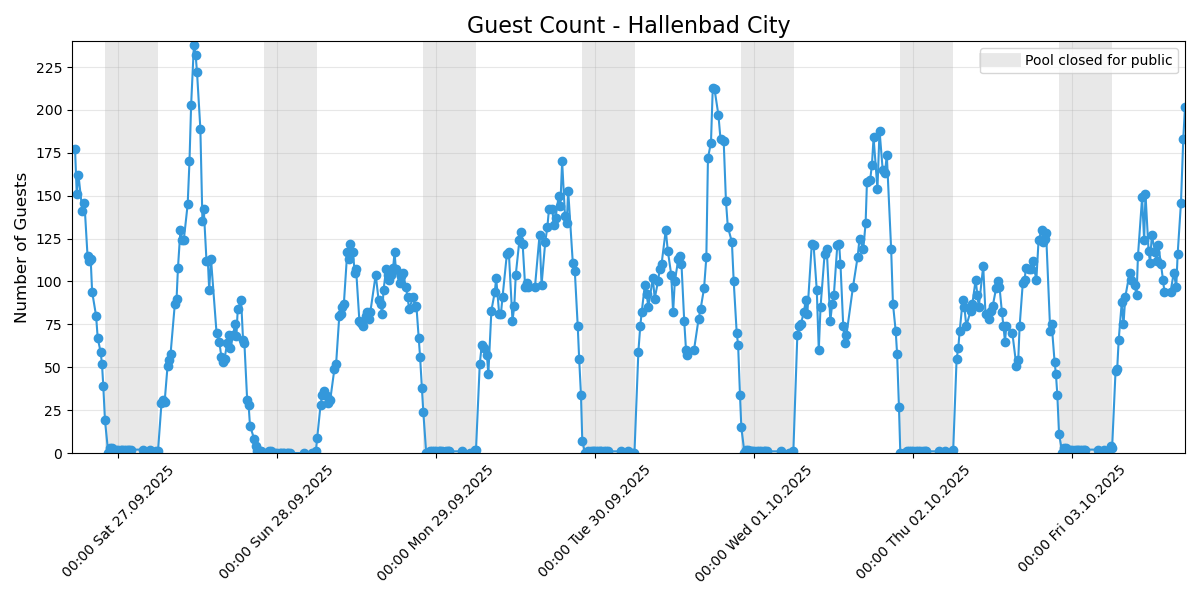 Guest Count - Hallenbad City
Pool closed for public
Number of Guests
225
200
175
150
125
100
75
50
25
0
00:00 Sat 27.09.2025
00:00 Sun 28.09.2025
00:00 Mon 29.09.2025
00:00 Tue 30.09.2025
00:00 Wed 01.10.2025
00:00 Thu 02.10.2025
00:00 Fri 03.10.2025